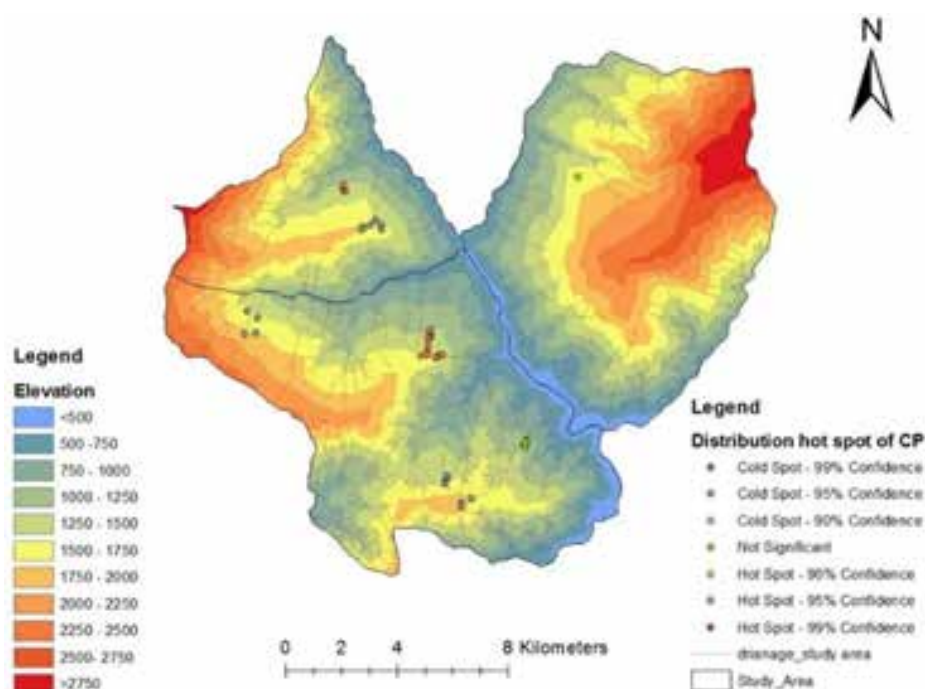 N
Legend
Elevation
<500
500 -750
750 - 1000
1000 - 1250
1250 - 1500
1500 - 1750
1750 - 2000
2000 - 2250
2250 - 2500
2500- 2750
>2750
0 2 4 8 Kilometers
Legend
Distribution hot spot of CP
Cold Spot - 99% Confidence
Cold Spot - 95% Confidence
Cold Spot - 90% Confidence
Not Significant
Hot Spot - 90% Confidence
Hot Spot - 95% Confidence
Hot Spot - 99% Confidence
drianage_study area
Study_Area